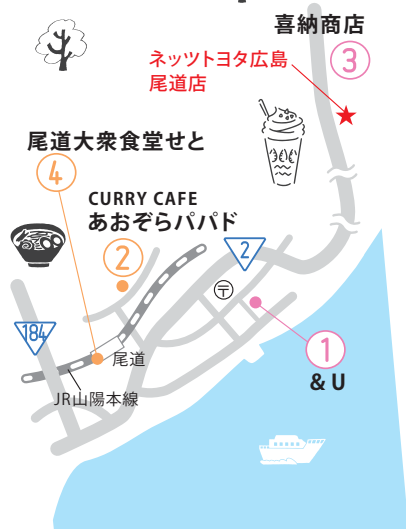 喜納商店
③
ネッツトヨタ広島
尾道店
尾道大衆食堂せと
④
CURRY CAFE
あおぞらパパド
②
2
〒
184
尾道
①
& U
JR山陽本線